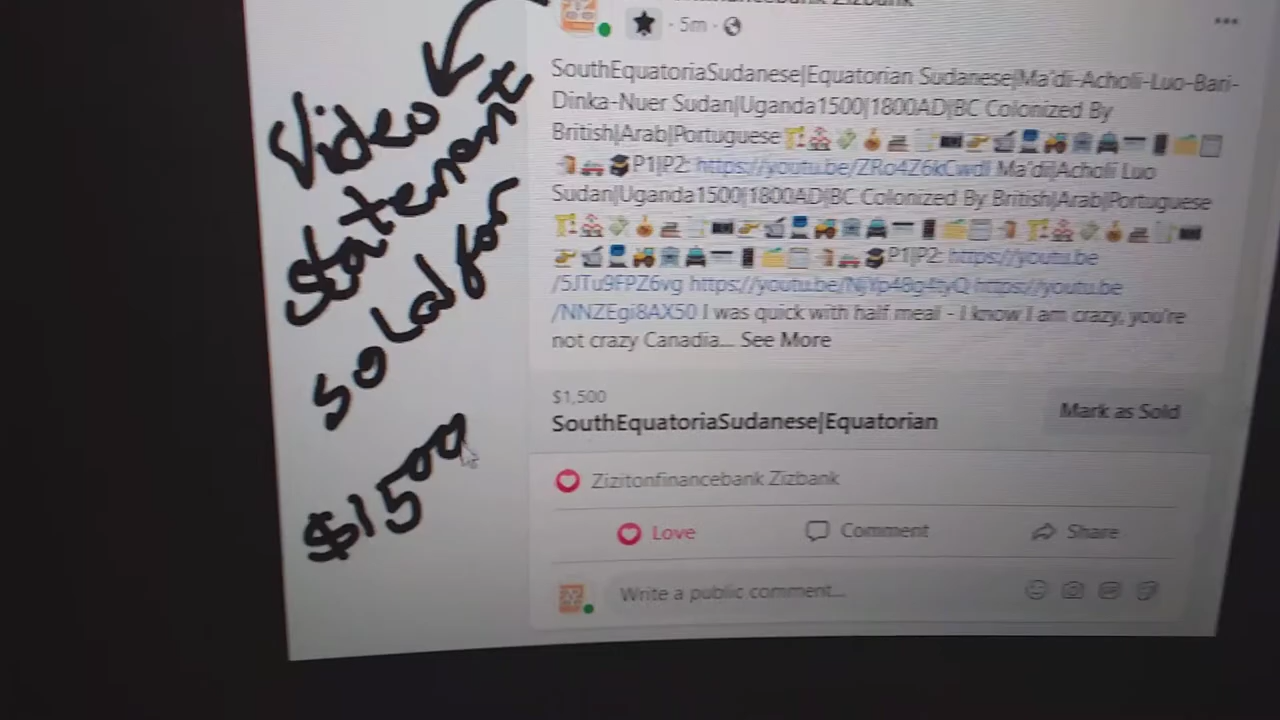 5m
SouthEquatoriaSudanese|Equatorian Sudanese|Ma'di-Acholi-Luo-Bari-
Dinka-Nuer Sudan|Uganda1500|1800AD|BC Colonized By
British|Arab|Portuguese
P1|P2: https://youtu.be/ZRo4Z6kCwdI Ma'di|Acholi Luo
Sudan|Uganda1500|1800AD|BC Colonized By British|Arab|Portuguese
P1|P2: https://youtu.be
/5JTu9FPZ6vg https://youtu.be/NjYp48g4tyQ https://youtu.be
/NNZEgi8AX50 I was quick with half meal - I know I am crazy, you're
not crazy Canadia... See More
$1,500
SouthEquatoriaSudanese|Equatorian
Mark as Sold
Zizitonfinancebank Zizbank
Love
Comment
Share
Write a public comment...
Video
Statement
so
$1500